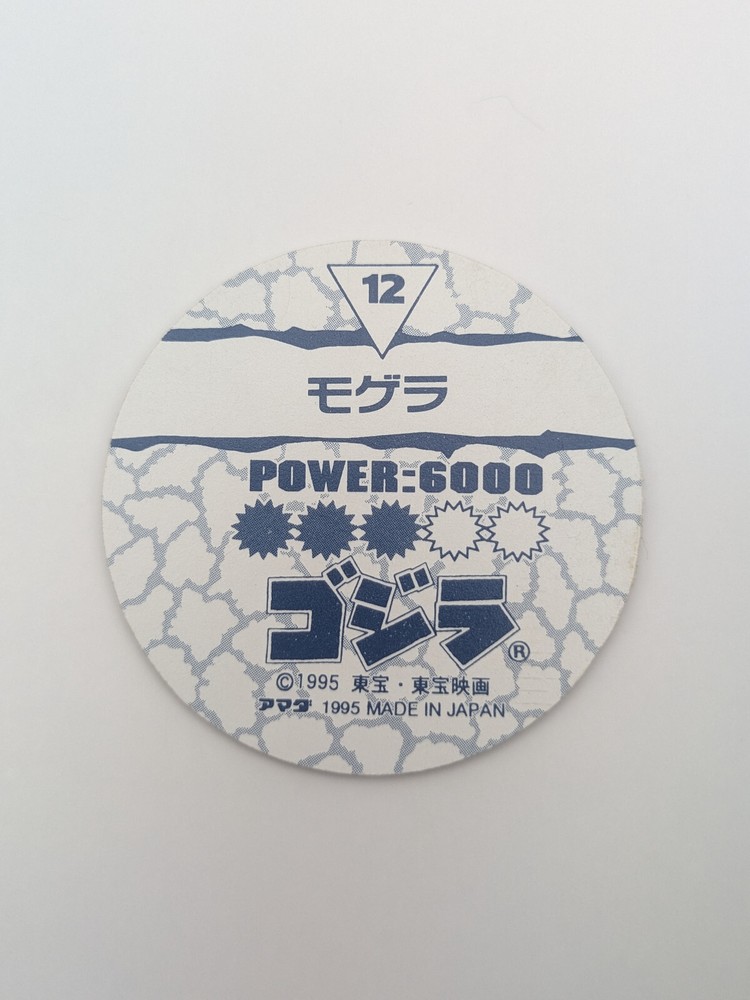 12
モゲラ
POWER:6000
ゴジラ®
©1995 東宝・東宝映画
アマダ 1995 MADE IN JAPAN